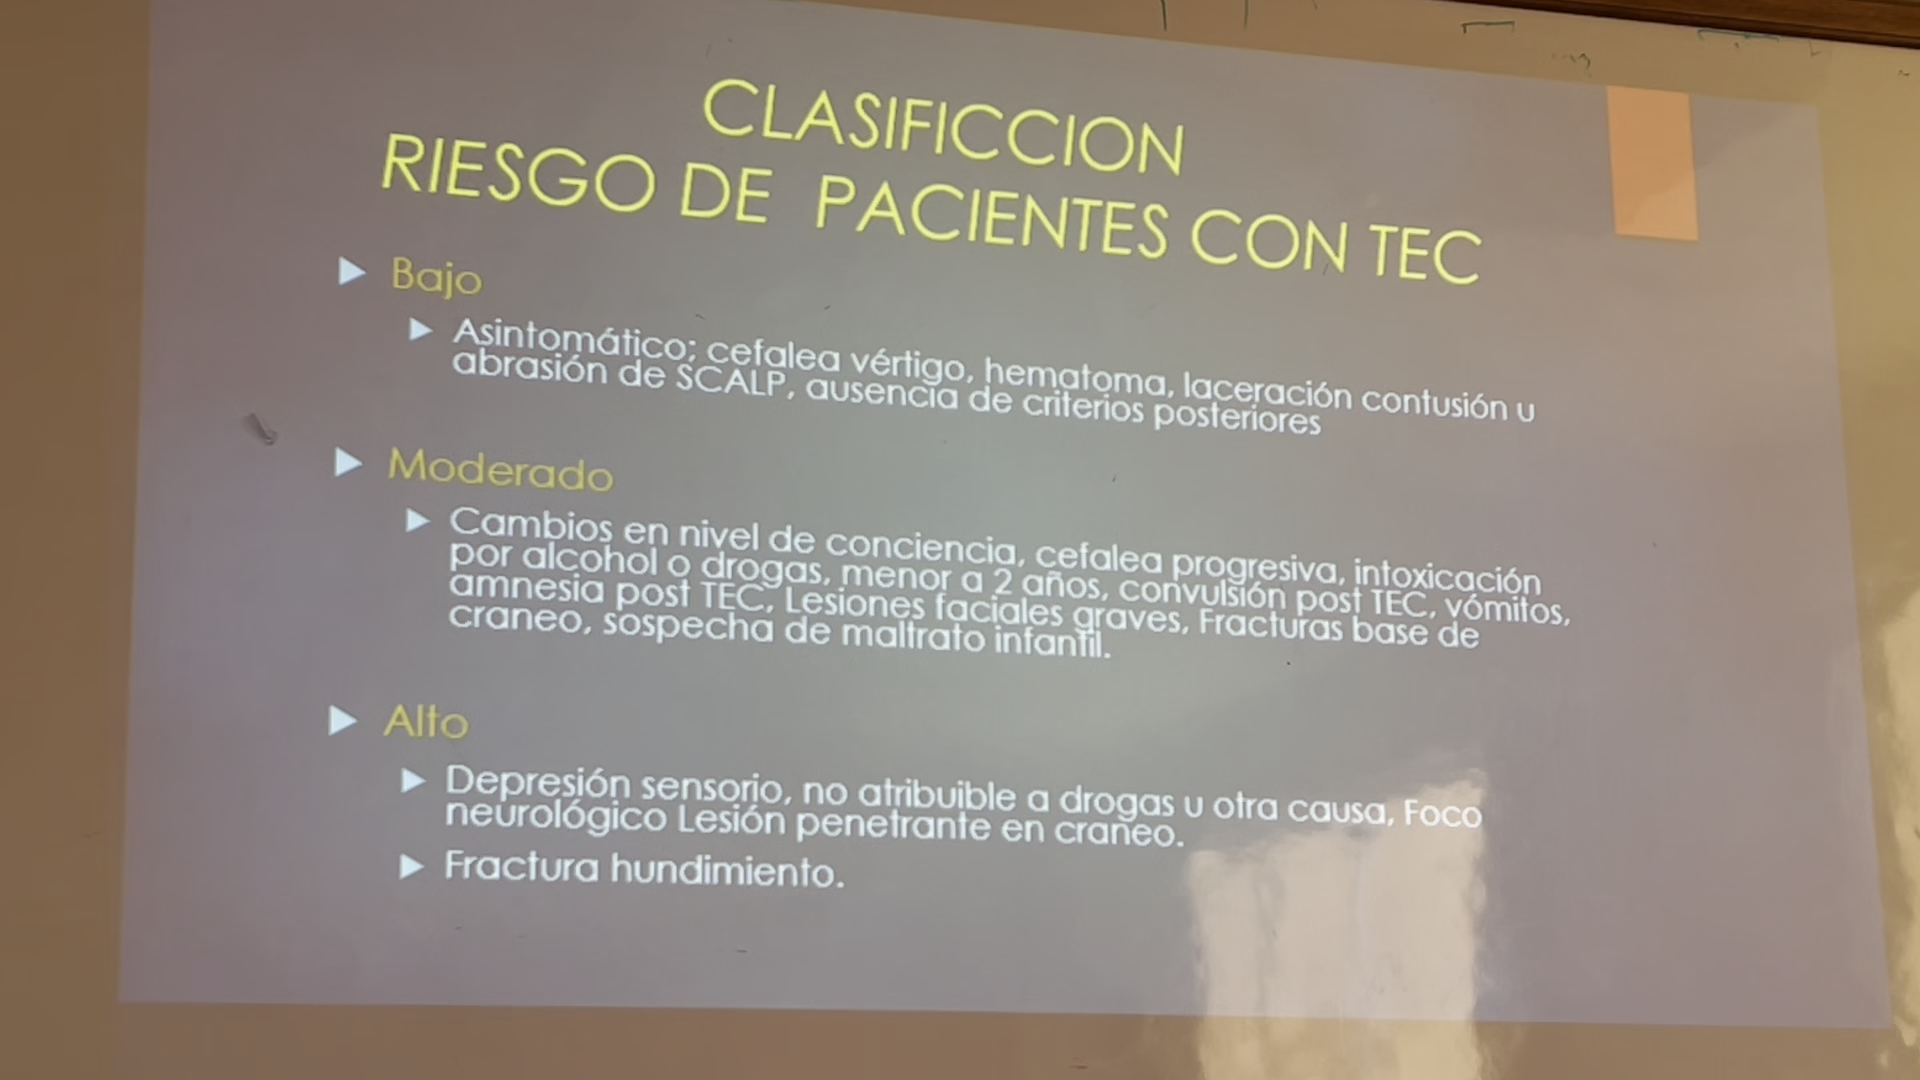 CLASIFICCION
RIESGO DE PACIENTES CON TEC
Bajo
Asintomático; cefalea vértigo, hematoma, laceración contusión u
abrasión de SCALP, ausencia de criterios posteriores
Moderado
Cambios en nivel de conciencia, cefalea progresiva, intoxicación
por alcohol o drogas, menor a 2 años, convulsión post TEC, vómitos,
amnesia post TEC, Lesiones faciales graves, Fracturas base de
craneo, sospecha de maltrato infantil.
Alto
Depresión sensorio, no atribuible a drogas u otra causa, Foco
neurológico Lesión penetrante en craneo.
Fractura hundimiento.